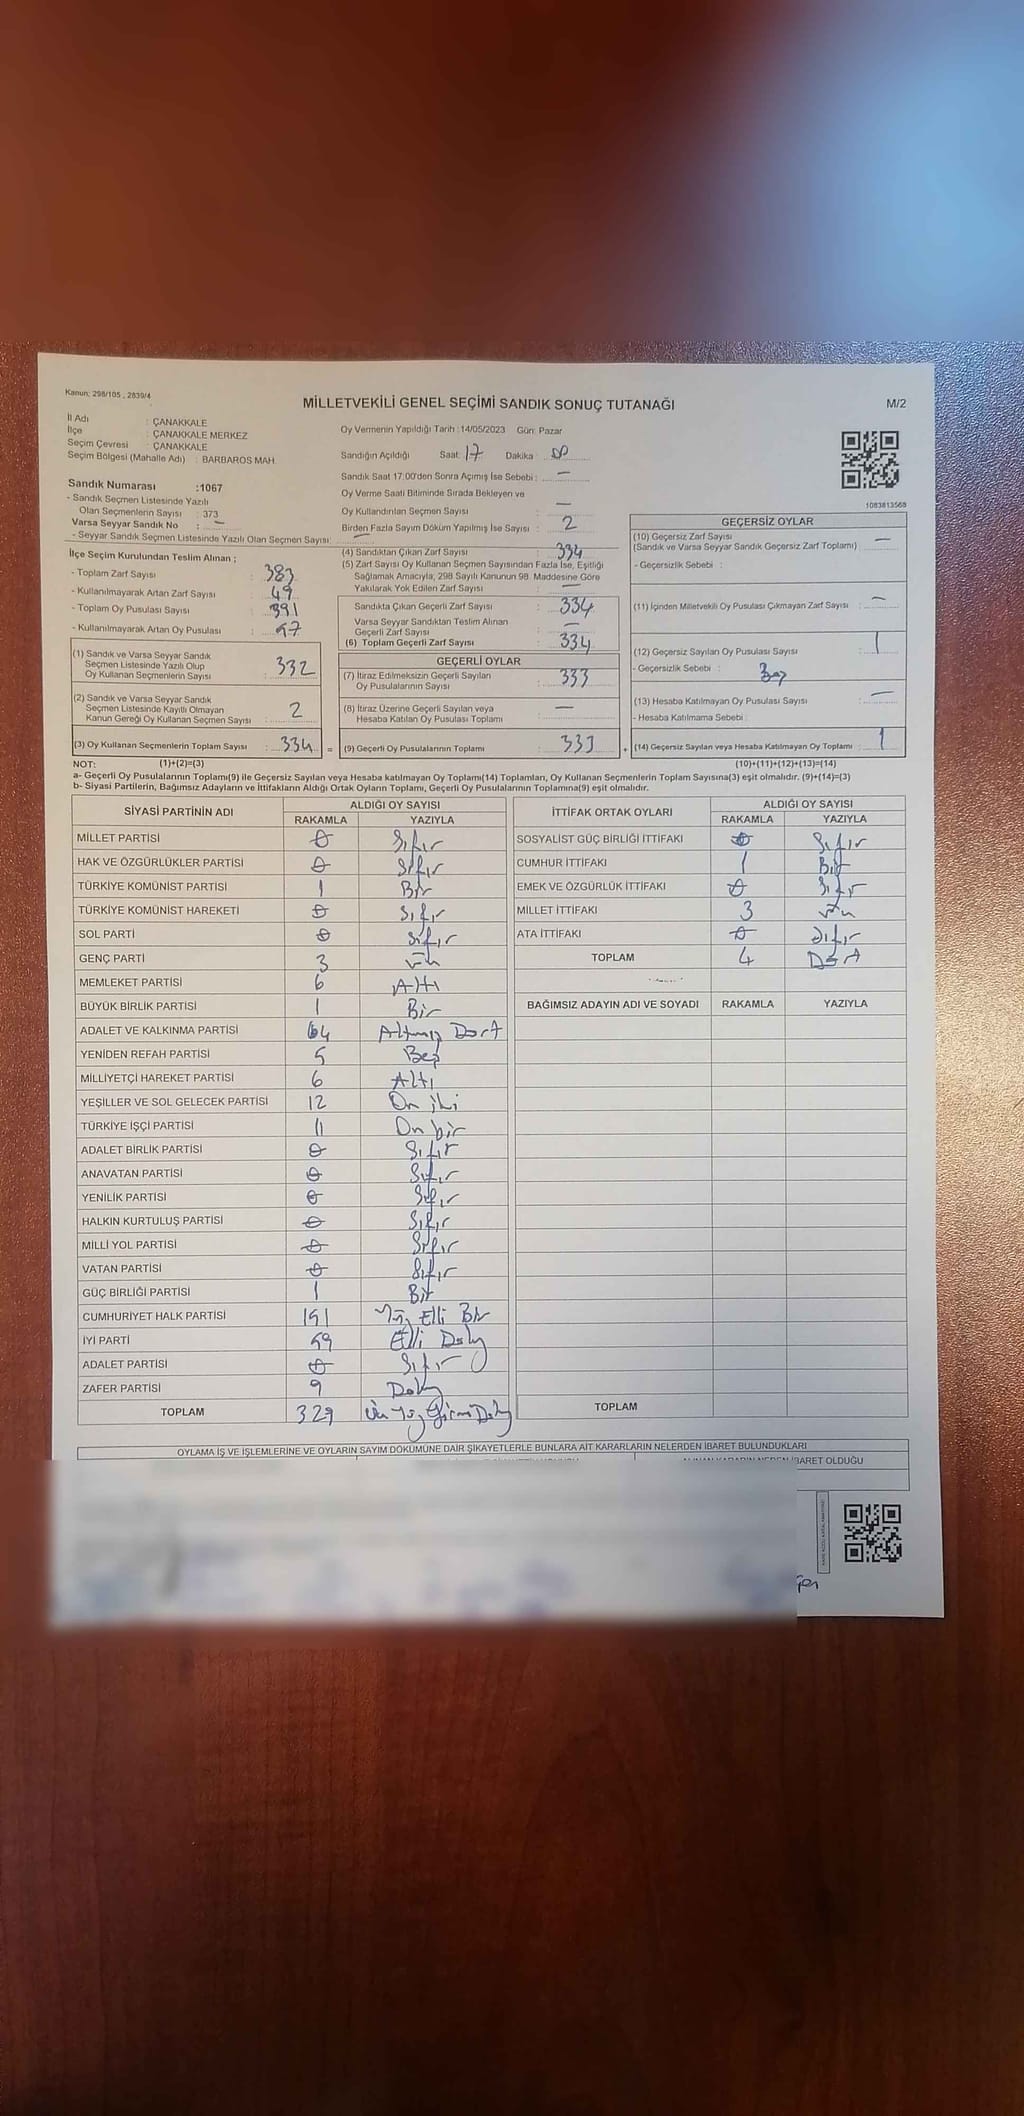 Kanun: 298/105 , 2839/4
MİLLETVEKİLİ GENEL SEÇİMİ SANDIK SONUÇ TUTANAĞI
M/2
İl Adı : ÇANAKKALE
İlçe : ÇANAKKALE MERKEZ
Seçim Çevresi : ÇANAKKALE
Seçim Bölgesi (Mahalle Adı) : BARBAROS MAH.
Oy Vermenin Yapıldığı Tarih :14/05/2023 Gün: Pazar
Sandığın Açıldığı Saat: 17 Dakika :
Sandık Saat 17:00'den Sonra Açımış İse Sebebi : —
Oy Verme Saati Bitiminde Sırada Bekleyen ve
Oy Kullandırılan Seçmen Sayısı : —
Birden Fazla Sayım Döküm Yapılmış İse Sayısı : 2
Sandık Numarası :1067
- Sandık Seçmen Listesinde Yazılı
Olan Seçmenlerin Sayısı : 373
Varsa Seyyar Sandık No : —
- Seyyar Sandık Seçmen Listesinde Yazılı Olan Seçmen Sayısı: —
1083813568
İlçe Seçim Kurulundan Teslim Alınan ;
- Toplam Zarf Sayısı : 383
- Kullanılmayarak Artan Zarf Sayısı : 49
- Toplam Oy Pusulası Sayısı : 391
- Kullanılmayarak Artan Oy Pusulası : 57
(1) Sandık ve Varsa Seyyar Sandık
Seçmen Listesinde Yazılı Olup
Oy Kullanan Seçmenlerin Sayısı : 332
(2) Sandık ve Varsa Seyyar Sandık
Seçmen Listesinde Kayıtlı Olmayan
Kanun Gereği Oy Kullanan Seçmen Sayısı : 2
(3) Oy Kullanan Seçmenlerin Toplam Sayısı : 334 =
(4) Sandıktan Çıkan Zarf Sayısı : 334
(5) Zarf Sayısı Oy Kullanan Seçmen Sayısından Fazla İse, Eşitliği
Sağlamak Amacıyla, 298 Sayılı Kanunun 98. Maddesine Göre
Yakılarak Yok Edilen Zarf Sayısı : —
Sandıkta Çıkan Geçerli Zarf Sayısı : 334
Varsa Seyyar Sandıktan Teslim Alınan
Geçerli Zarf Sayısı : —
(6) Toplam Geçerli Zarf Sayısı : 334
GEÇERLİ OYLAR
(7) İtiraz Edilmeksizin Geçerli Sayılan
Oy Pusulalarının Sayısı : 333
(8) İtiraz Üzerine Geçerli Sayılan veya
Hesaba Katılan Oy Pusulası Toplamı : —
(9) Geçerli Oy Pusulalarının Toplamı : 333 +
GEÇERSİZ OYLAR
(10) Geçersiz Zarf Sayısı
(Sandık ve Varsa Seyyar Sandık Geçersiz Zarf Toplamı) : —
- Geçersizlik Sebebi :
(11) İçinden Milletvekili Oy Pusulası Çıkmayan Zarf Sayısı : —
(12) Geçersiz Sayılan Oy Pusulası Sayısı : 1
- Geçersizlik Sebebi : Boş
(13) Hesaba Katılmayan Oy Pusulası Sayısı : —
- Hesaba Katılmama Sebebi :
(14) Geçersiz Sayılan veya Hesaba Katılmayan Oy Toplamı : 1
NOT: (1)+(2)=(3) (10)+(11)+(12)+(13)=(14)
a- Geçerli Oy Pusulalarının Toplamı(9) ile Geçersiz Sayılan veya Hesaba katılmayan Oy Toplamı(14) Toplamları, Oy Kullanan Seçmenlerin Toplam Sayısına(3) eşit olmalıdır. (9)+(14)=(3)
b- Siyasi Partilerin, Bağımsız Adayların ve İttifakların Aldığı Oyların Toplamı, Geçerli Oy Pusulalarının Toplamına(9) eşit olmalıdır.
SİYASİ PARTİNİN ADI ALDIĞI OY SAYISI
RAKAMLA YAZIYLA
MİLLET PARTİSİ 0 Sıfır
HAK VE ÖZGÜRLÜKLER PARTİSİ 0 Sıfır
TÜRKİYE KOMÜNİST PARTİSİ 1 Bir
TÜRKİYE KOMÜNİST HAREKETİ 0 Sıfır
SOL PARTİ 0 Sıfır
GENÇ PARTİ 3 Üç
MEMLEKET PARTİSİ 6 Altı
BÜYÜK BİRLİK PARTİSİ 1 Bir
ADALET VE KALKINMA PARTİSİ 64 Altmış Dört
YENİDEN REFAH PARTİSİ 5 Beş
MİLLİYETÇİ HAREKET PARTİSİ 6 Altı
YEŞİLLER VE SOL GELECEK PARTİSİ 12 On iki
TÜRKİYE İŞÇİ PARTİSİ 11 On bir
ADALET BİRLİK PARTİSİ 0 Sıfır
ANAVATAN PARTİSİ 0 Sıfır
YENİLİK PARTİSİ 0 Sıfır
HALKIN KURTULUŞ PARTİSİ 0 Sıfır
MİLLİ YOL PARTİSİ 0 Sıfır
VATAN PARTİSİ 0 Sıfır
GÜÇ BİRLİĞİ PARTİSİ 1 Bir
CUMHURİYET HALK PARTİSİ 151 Yüz Elli Bir
İYİ PARTİ 59 Elli Dokuz
ADALET PARTİSİ 0 Sıfır
ZAFER PARTİSİ 9 Dokuz
TOPLAM 329 Üç Yüz Yirmi Dokuz
İTTİFAK ORTAK OYLARI ALDIĞI OY SAYISI
RAKAMLA YAZIYLA
SOSYALİST GÜÇ BİRLİĞİ İTTİFAKI 0 Sıfır
CUMHUR İTTİFAKI 1 Bir
EMEK VE ÖZGÜRLÜK İTTİFAKI 0 Sıfır
MİLLET İTTİFAKI 3 Üç
ATA İTTİFAKI 0 Sıfır
TOPLAM 4 Dört
BAĞIMSIZ ADAYIN ADI VE SOYADI RAKAMLA YAZIYLA
TOPLAM
OYLAMA İŞ VE İŞLEMLERİNE VE OYLARIN SAYIM DÖKÜMÜNE DAİR ŞİKAYETLERLE BUNLARA AİT KARARLARIN NELERDEN İBARET BULUNDUKLARI
ALINAN KARARIN NEDEN İBARET OLDUĞU